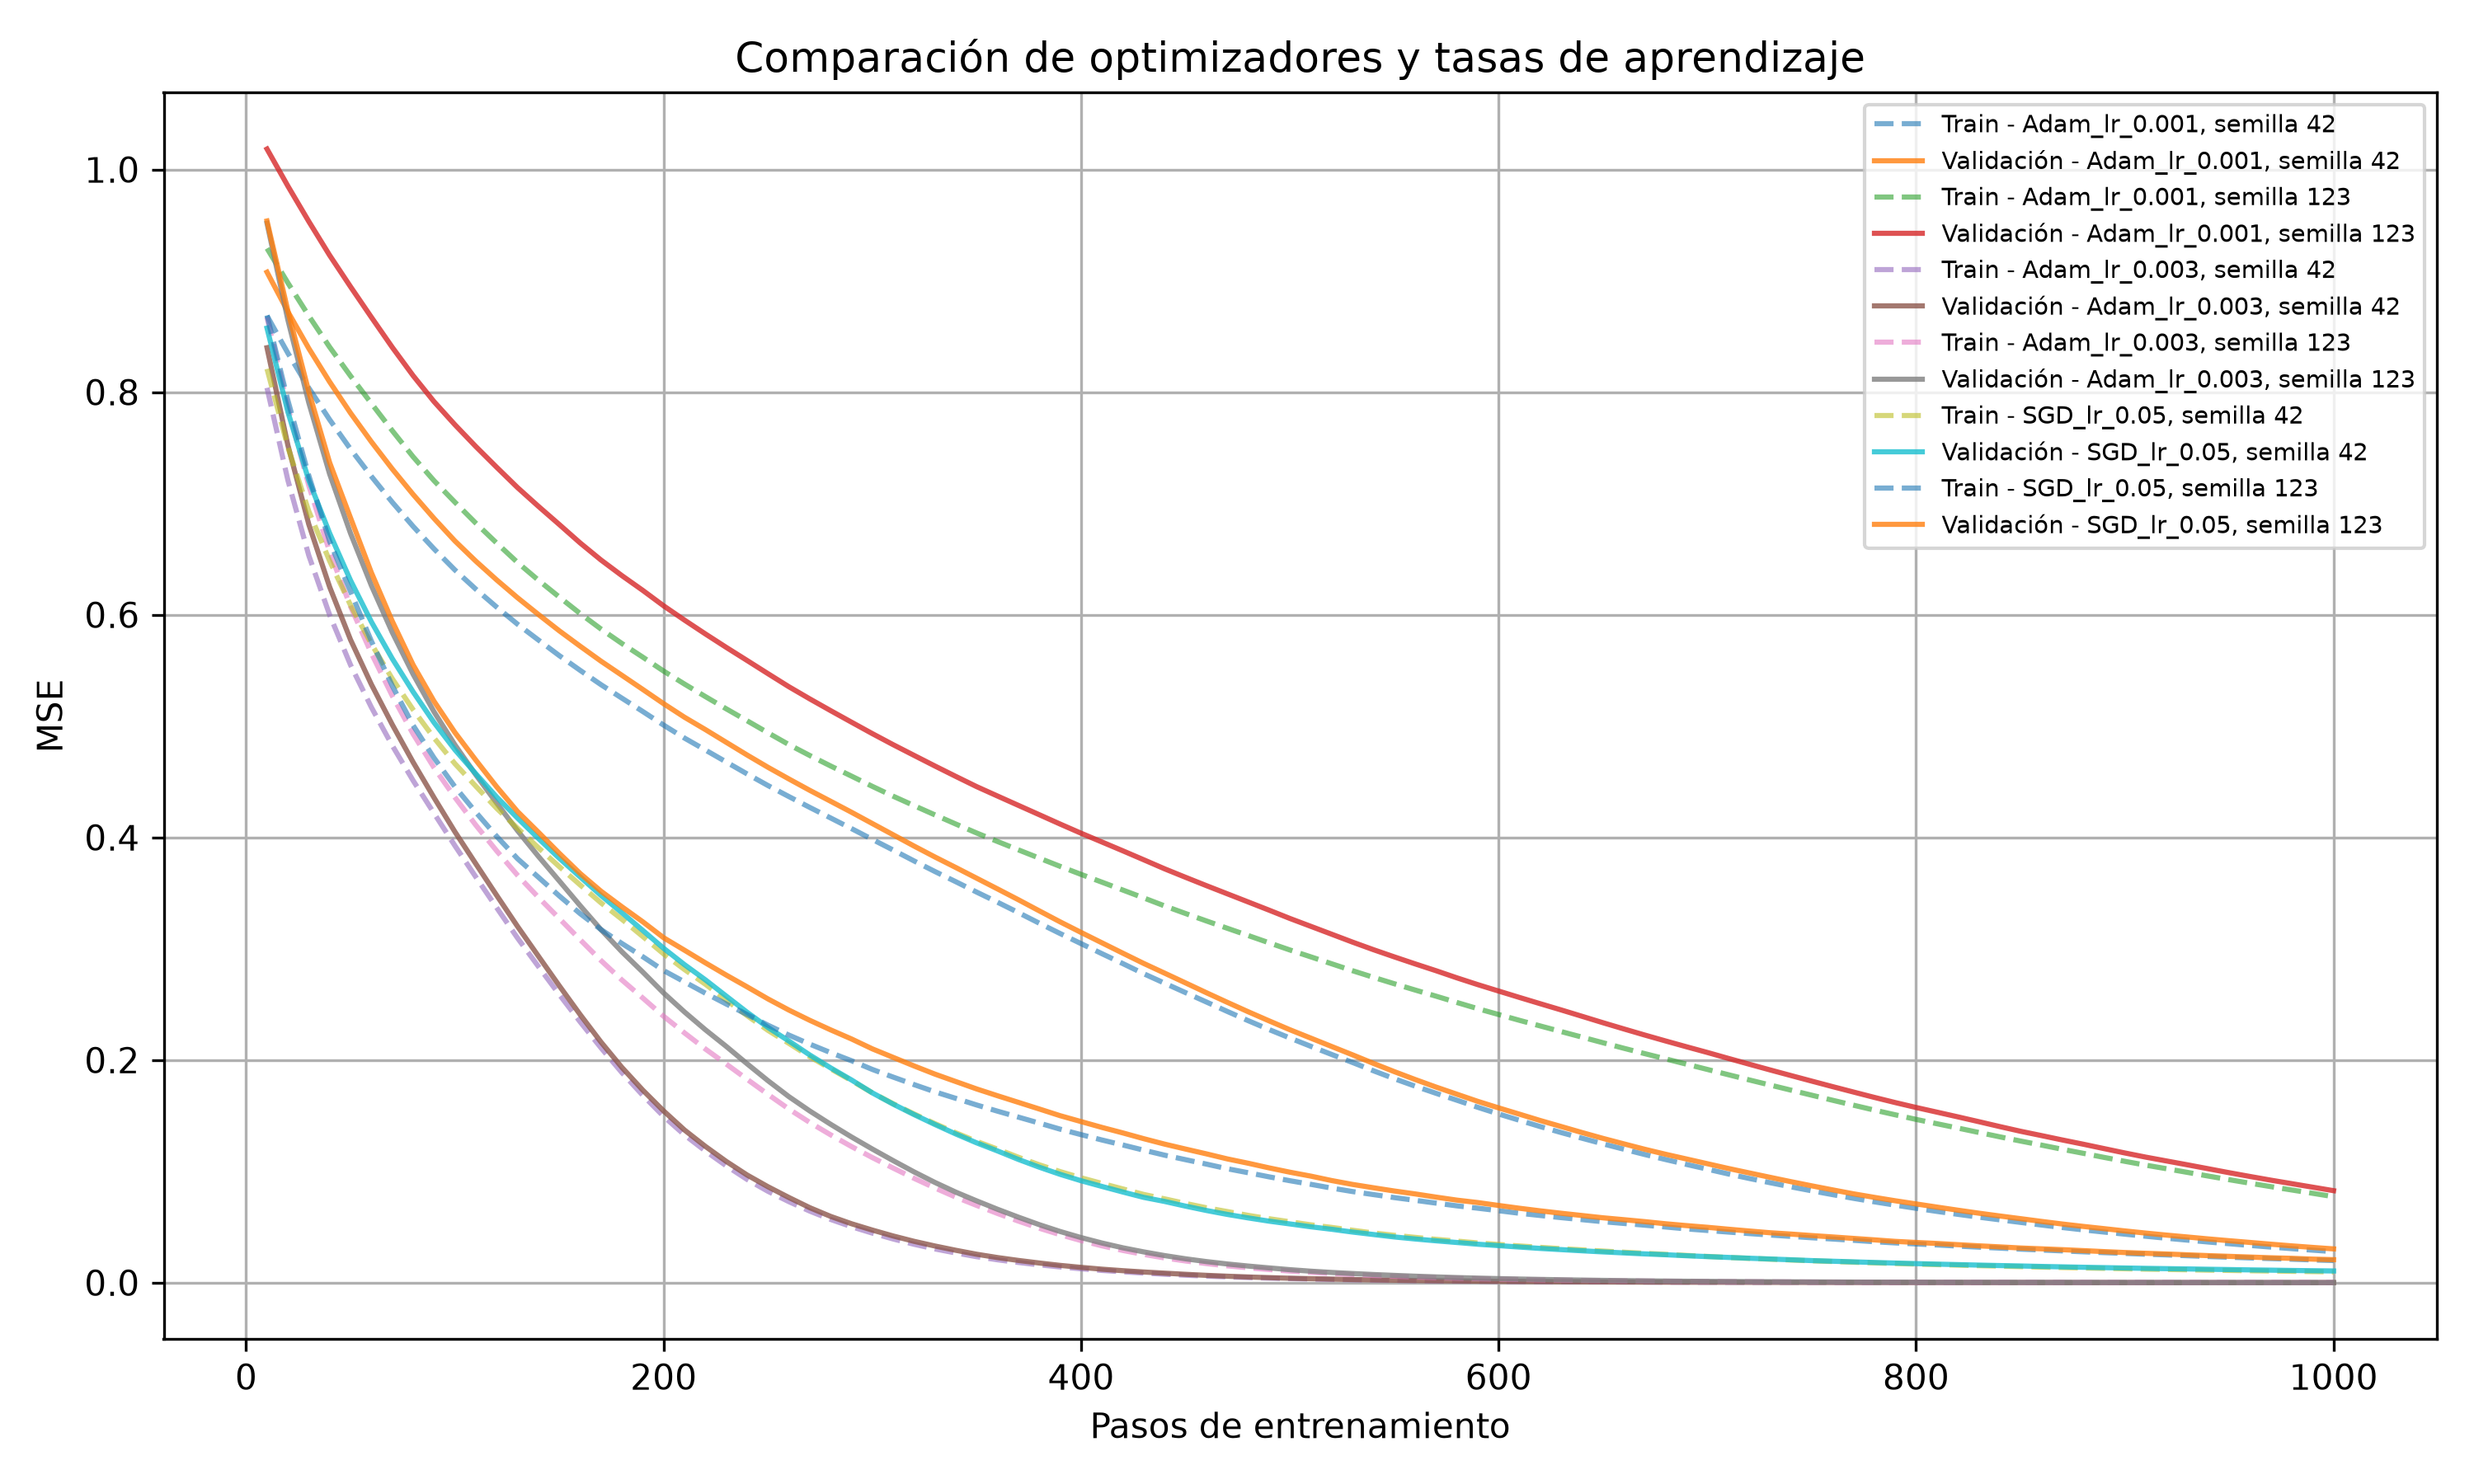 Comparación de optimizadores y tasas de aprendizaje
Train - Adam_lr_0.001, semilla 42
Validación - Adam_lr_0.001, semilla 42
Train - Adam_lr_0.001, semilla 123
Validación - Adam_lr_0.001, semilla 123
Train - Adam_lr_0.003, semilla 42
Validación - Adam_lr_0.003, semilla 42
Train - Adam_lr_0.003, semilla 123
Validación - Adam_lr_0.003, semilla 123
Train - SGD_lr_0.05, semilla 42
Validación - SGD_lr_0.05, semilla 42
Train - SGD_lr_0.05, semilla 123
Validación - SGD_lr_0.05, semilla 123
MSE
1.0
0.8
0.6
0.4
0.2
0.0
0 200 400 600 800 1000
Pasos de entrenamiento